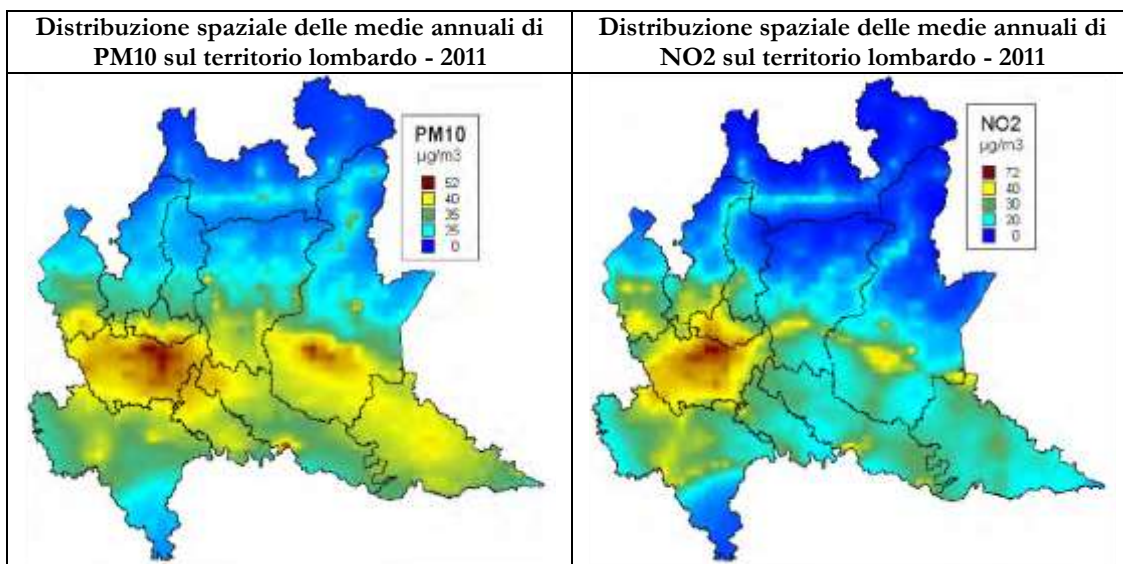 Distribuzione spaziale delle medie annuali di
PM10 sul territorio lombardo - 2011
Distribuzione spaziale delle medie annuali di
NO2 sul territorio lombardo - 2011
PM10
µg/m3
52
40
35
25
0
NO2
µg/m3
72
40
30
20
0